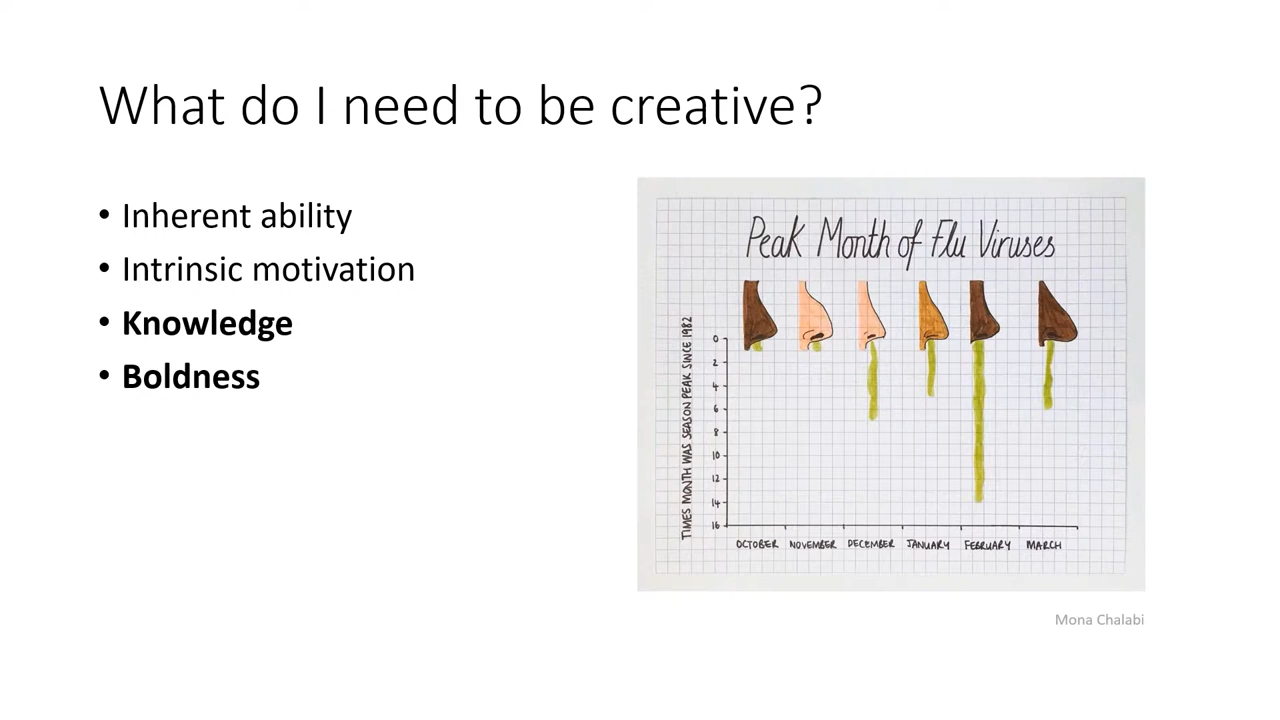 What do I need to be creative?
• Inherent ability
• Intrinsic motivation
• Knowledge
• Boldness
Peak Month of Flu Viruses
TIMES MONTH WAS SEASON PEAK SINCE 1982
0
2
4
6
8
10
12
14
16
OCTOBER NOVEMBER DECEMBER JANUARY FEBRUARY MARCH
Mona Chalabi